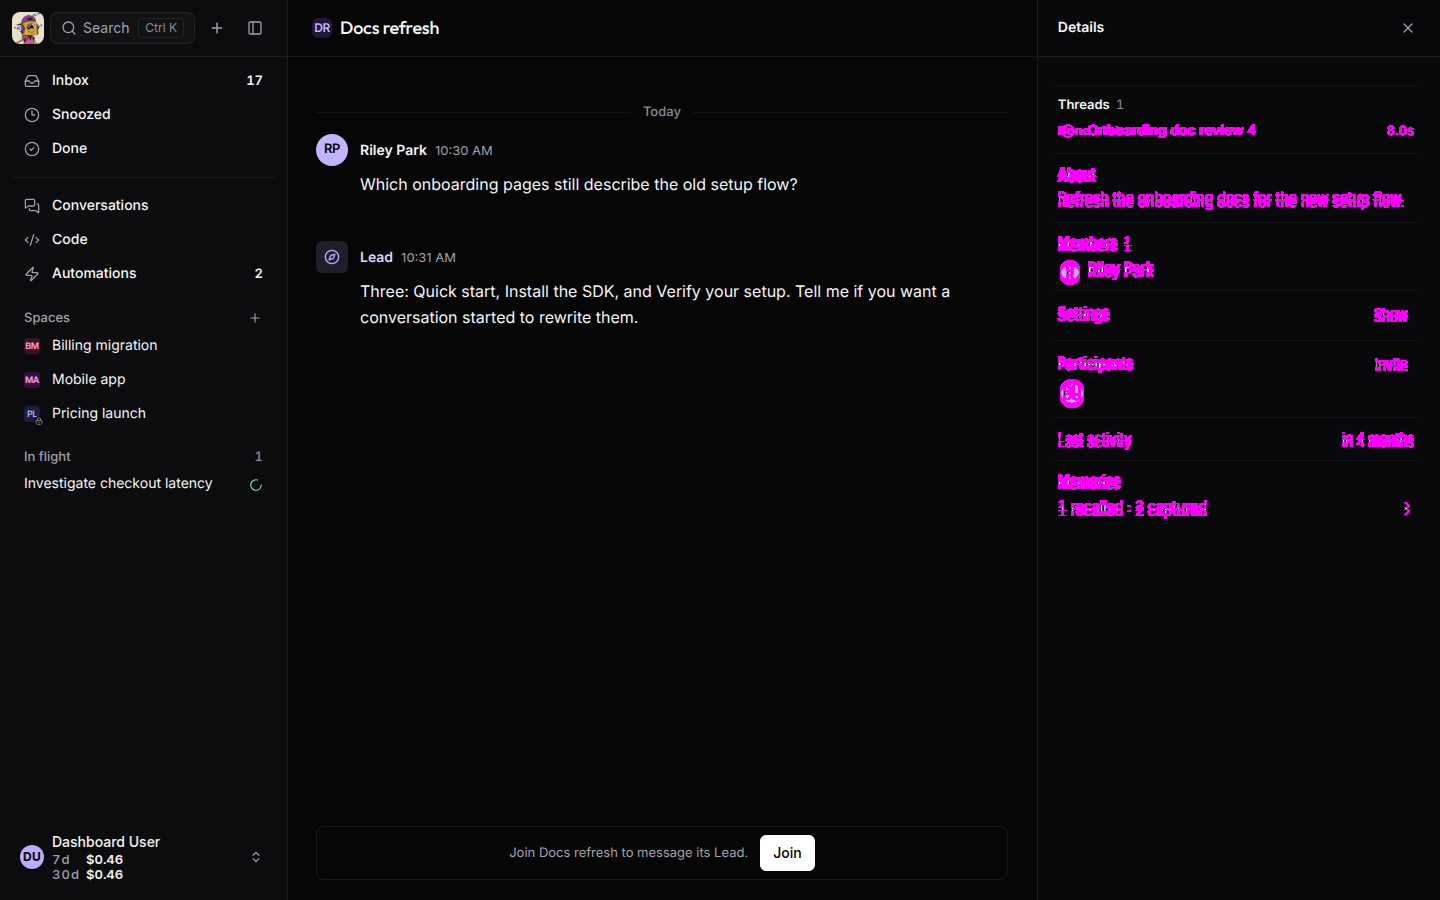 Search Ctrl K
Inbox 17
Snoozed
Done
Conversations
Code
Automations 2
Spaces
BM Billing migration
MA Mobile app
PL Pricing launch
In flight 1
Investigate checkout latency
DU Dashboard User
7d $0.46
30d $0.46
DR Docs refresh
Today
RP Riley Park 10:30 AM
Which onboarding pages still describe the old setup flow?
Lead 10:31 AM
Three: Quick start, Install the SDK, and Verify your setup. Tell me if you want a
conversation started to rewrite them.
Join Docs refresh to message its Lead. Join
Details
Threads 1
doc review 4 8.0s
About
Refresh the onboarding docs for the new setup flow.
Members 1
Riley Park
Settings Show
Participants Invite
Last activity in 4 months
Memories
1 recalled · 2 captured